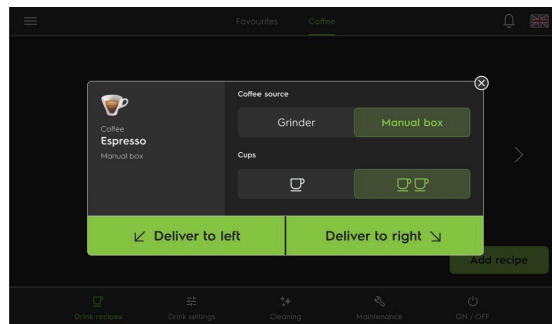 Favourites Coffee
Coffee source
Grinder Manual box
Coffee
Espresso
Manual box
Cups
Deliver to left Deliver to right
Add recipe
Drink recipes Drink settings Cleaning Maintenance ON / OFF